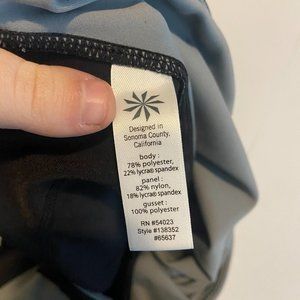 Designed in
Sonoma County,
California
body :
78% polyester,
22% lycra®spandex
panel :
82% nylon,
18% lycra®spandex
gusset :
100% polyester
RN #54023
Style #138352
#65637